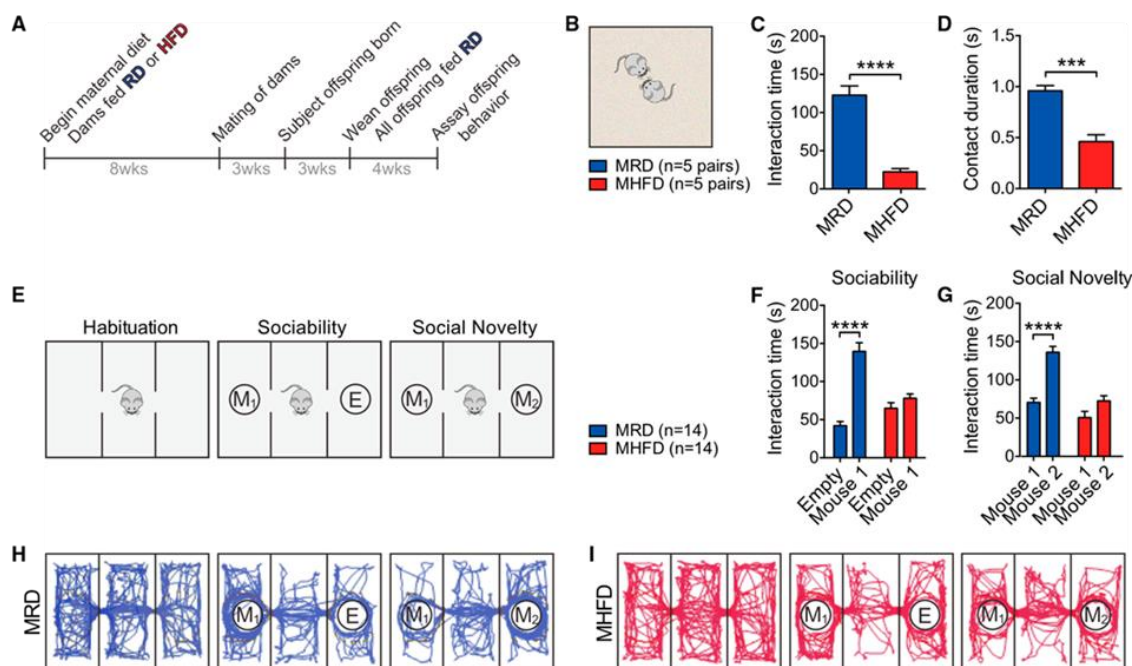 A
Begin maternal diet
Dams fed RD or HFD
Mating of dams
Subject offspring born
Wean offspring
All offspring fed RD
Assay offspring
behavior
8wks
3wks
3wks
4wks
B
MRD (n=5 pairs)
MHFD (n=5 pairs)
C
Interaction time (s)
200
150
100
50
0
****
MRD
MHFD
D
Contact duration (s)
1.5
1.0
0.5
0.0
***
MRD
MHFD
E
Habituation
Sociability
Social Novelty
M1
E
M1
M2
MRD (n=14)
MHFD (n=14)
F
Sociability
Interaction time (s)
200
150
100
50
0
****
Empty
Mouse 1
Empty
Mouse 1
G
Social Novelty
Interaction time (s)
200
150
100
50
0
****
Mouse 1
Mouse 2
Mouse 1
Mouse 2
H
MRD
M1
E
M1
M2
I
MHFD
M1
E
M1
M2